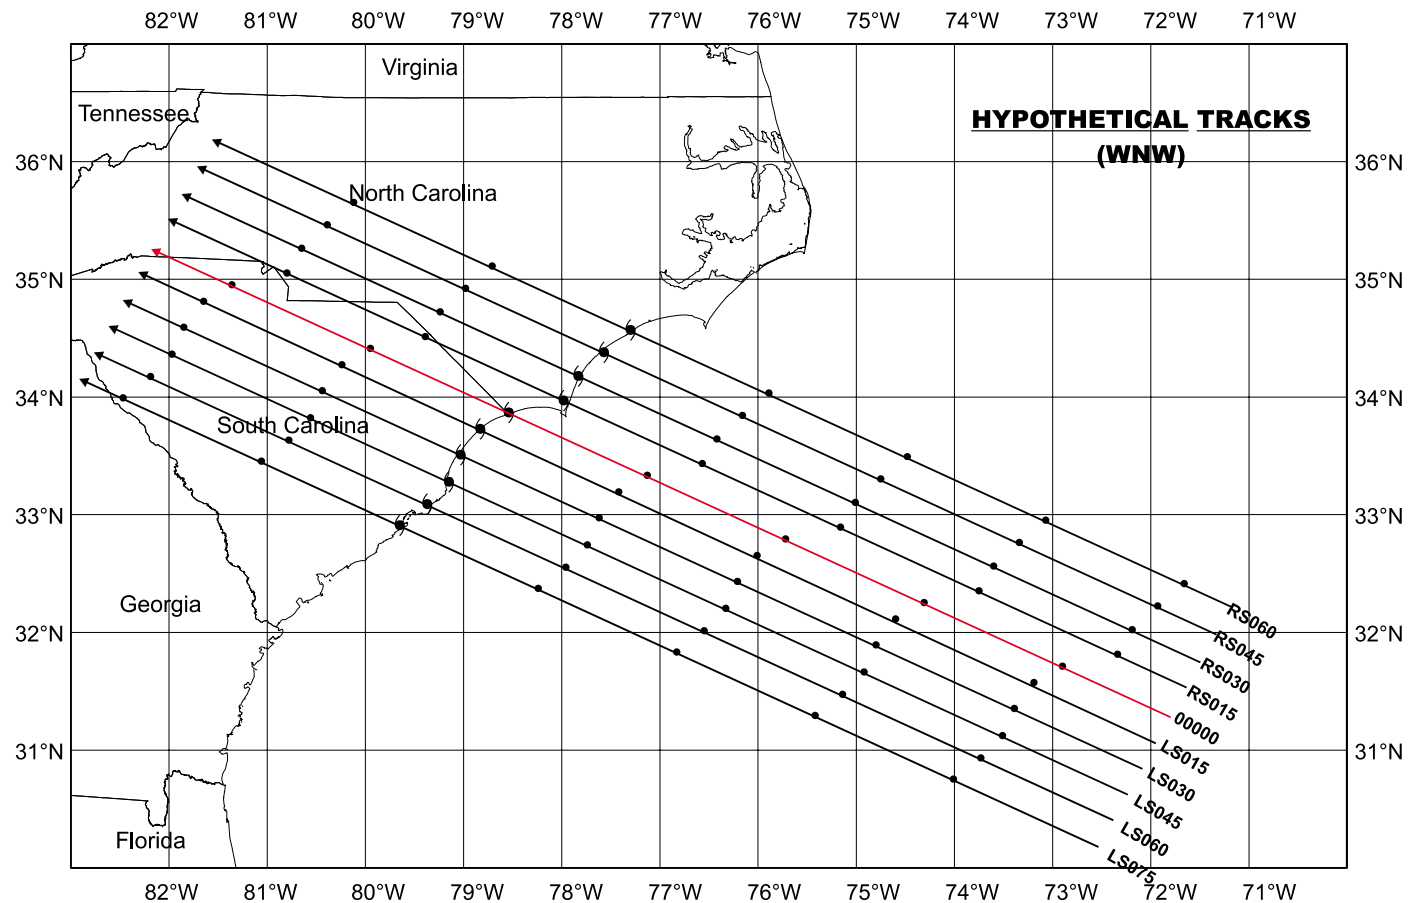 82°W 81°W 80°W 79°W 78°W 77°W 76°W 75°W 74°W 73°W 72°W 71°W
Virginia
Tennessee
HYPOTHETICAL TRACKS
(WNW)
36°N 36°N
North Carolina
35°N 35°N
34°N 34°N
South Carolina
33°N 33°N
Georgia
RS060
32°N 32°N
RS045
RS030
RS015
00000
31°N 31°N
LS015
LS030
LS045
LS060
Florida
LS075
82°W 81°W 80°W 79°W 78°W 77°W 76°W 75°W 74°W 73°W 72°W 71°W